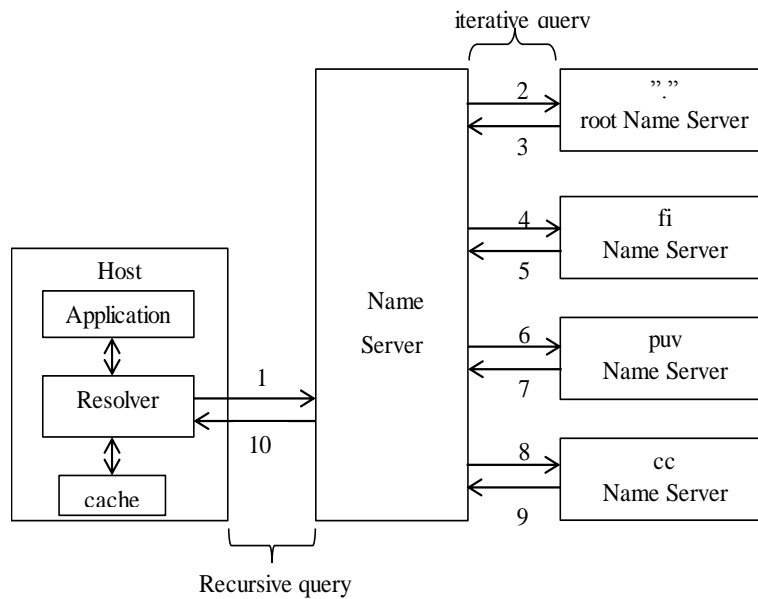 iterative query
2
"."
root Name Server
3
4
fi
Name Server
5
Host
Application
Name
Server
6
puv
Name Server
7
Resolver
1
10
8
cc
Name Server
9
cache
Recursive query